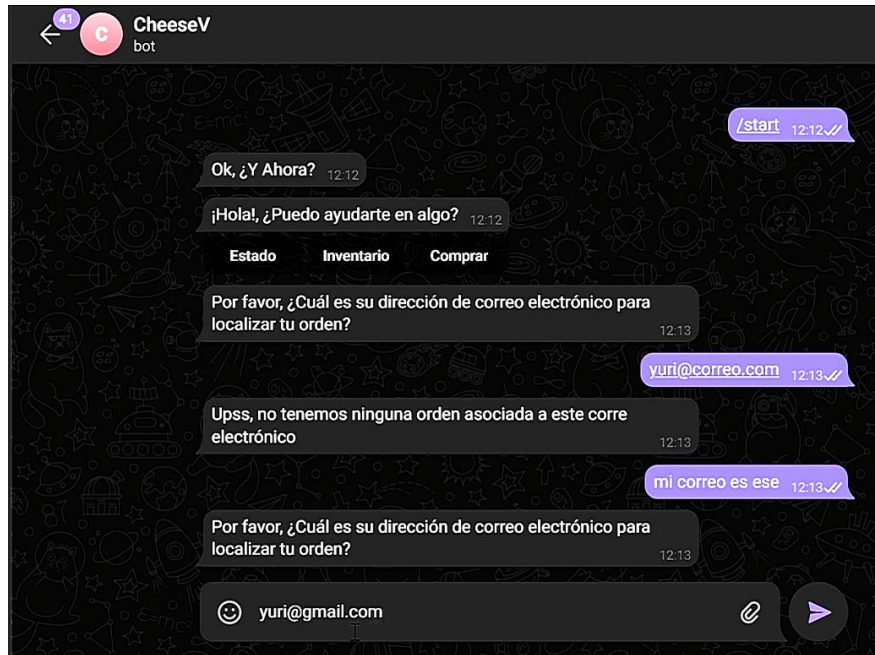 41
C
CheeseV
bot
/start 12:12
Ok, ¿Y Ahora? 12:12
¡Hola!, ¿Puedo ayudarte en algo? 12:12
Estado Inventario Comprar
Por favor, ¿Cuál es su dirección de correo electrónico para
localizar tu orden? 12:13
yuri@correo.com 12:13
Upss, no tenemos ninguna orden asociada a este corre
electrónico 12:13
mi correo es ese 12:13
Por favor, ¿Cuál es su dirección de correo electrónico para
localizar tu orden? 12:13
yuri@gmail.com
E=mc²
E=mc²